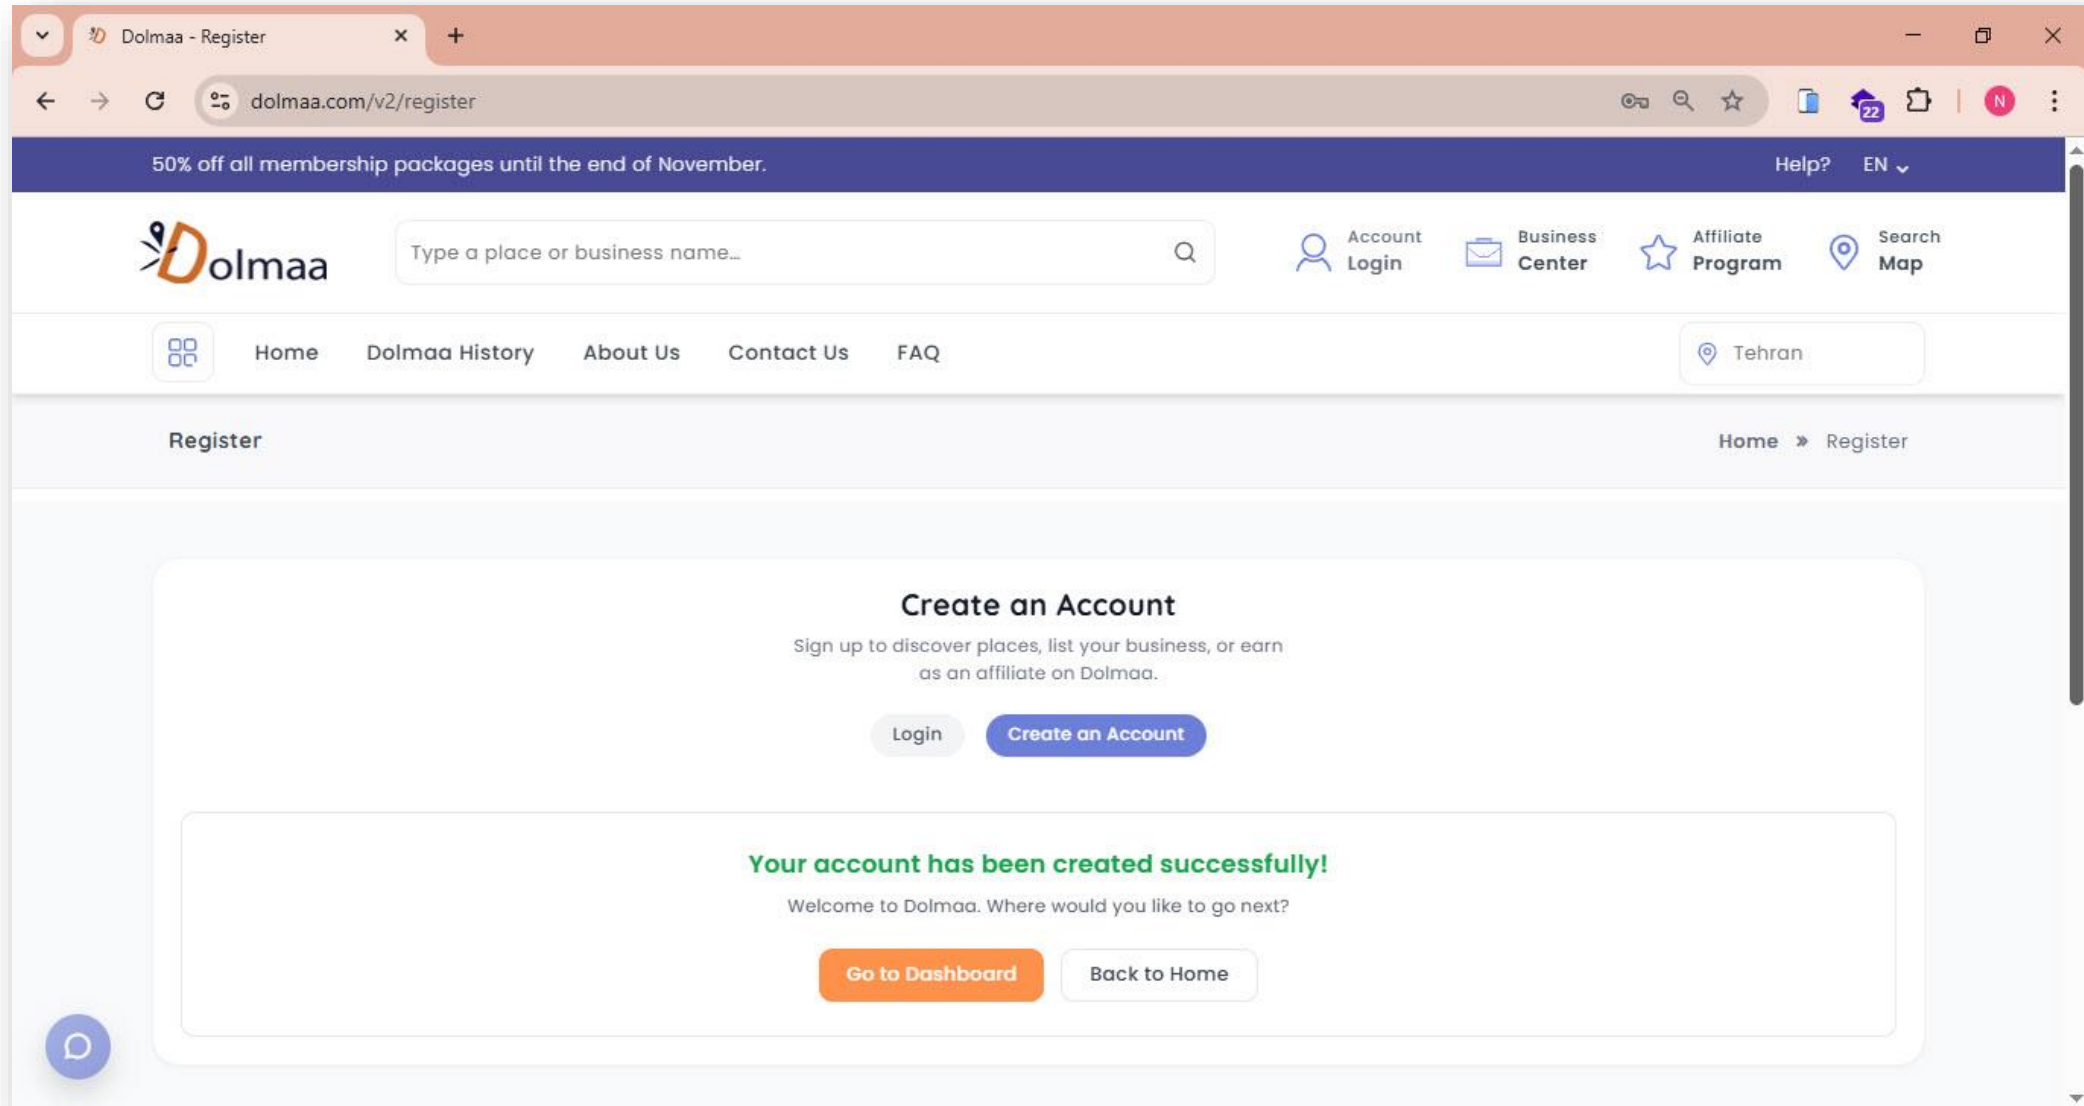 Dolmaa - Register
dolmaa.com/v2/register
22
N
50% off all membership packages until the end of November.
Help? EN
Dolmaa
Type a place or business name...
Account Login
Business Center
Affiliate Program
Search Map
Home Dolmaa History About Us Contact Us FAQ
Tehran
Register
Home » Register
Create an Account
Sign up to discover places, list your business, or earn
as an affiliate on Dolmaa.
Login Create an Account
Your account has been created successfully!
Welcome to Dolmaa. Where would you like to go next?
Go to Dashboard Back to Home